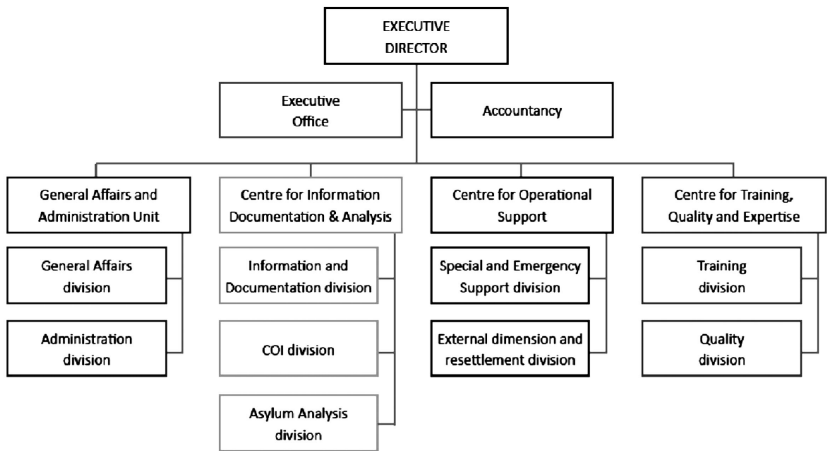 EXECUTIVE
DIRECTOR
Executive
Office
Accountancy
General Affairs and
Administration Unit
Centre for Information
Documentation & Analysis
Centre for Operational
Support
Centre for Training,
Quality and Expertise
General Affairs
division
Information and
Documentation division
Special and Emergency
Support division
Training
division
Administration
division
COI division
External dimension and
resettlement division
Quality
division
Asylum Analysis
division